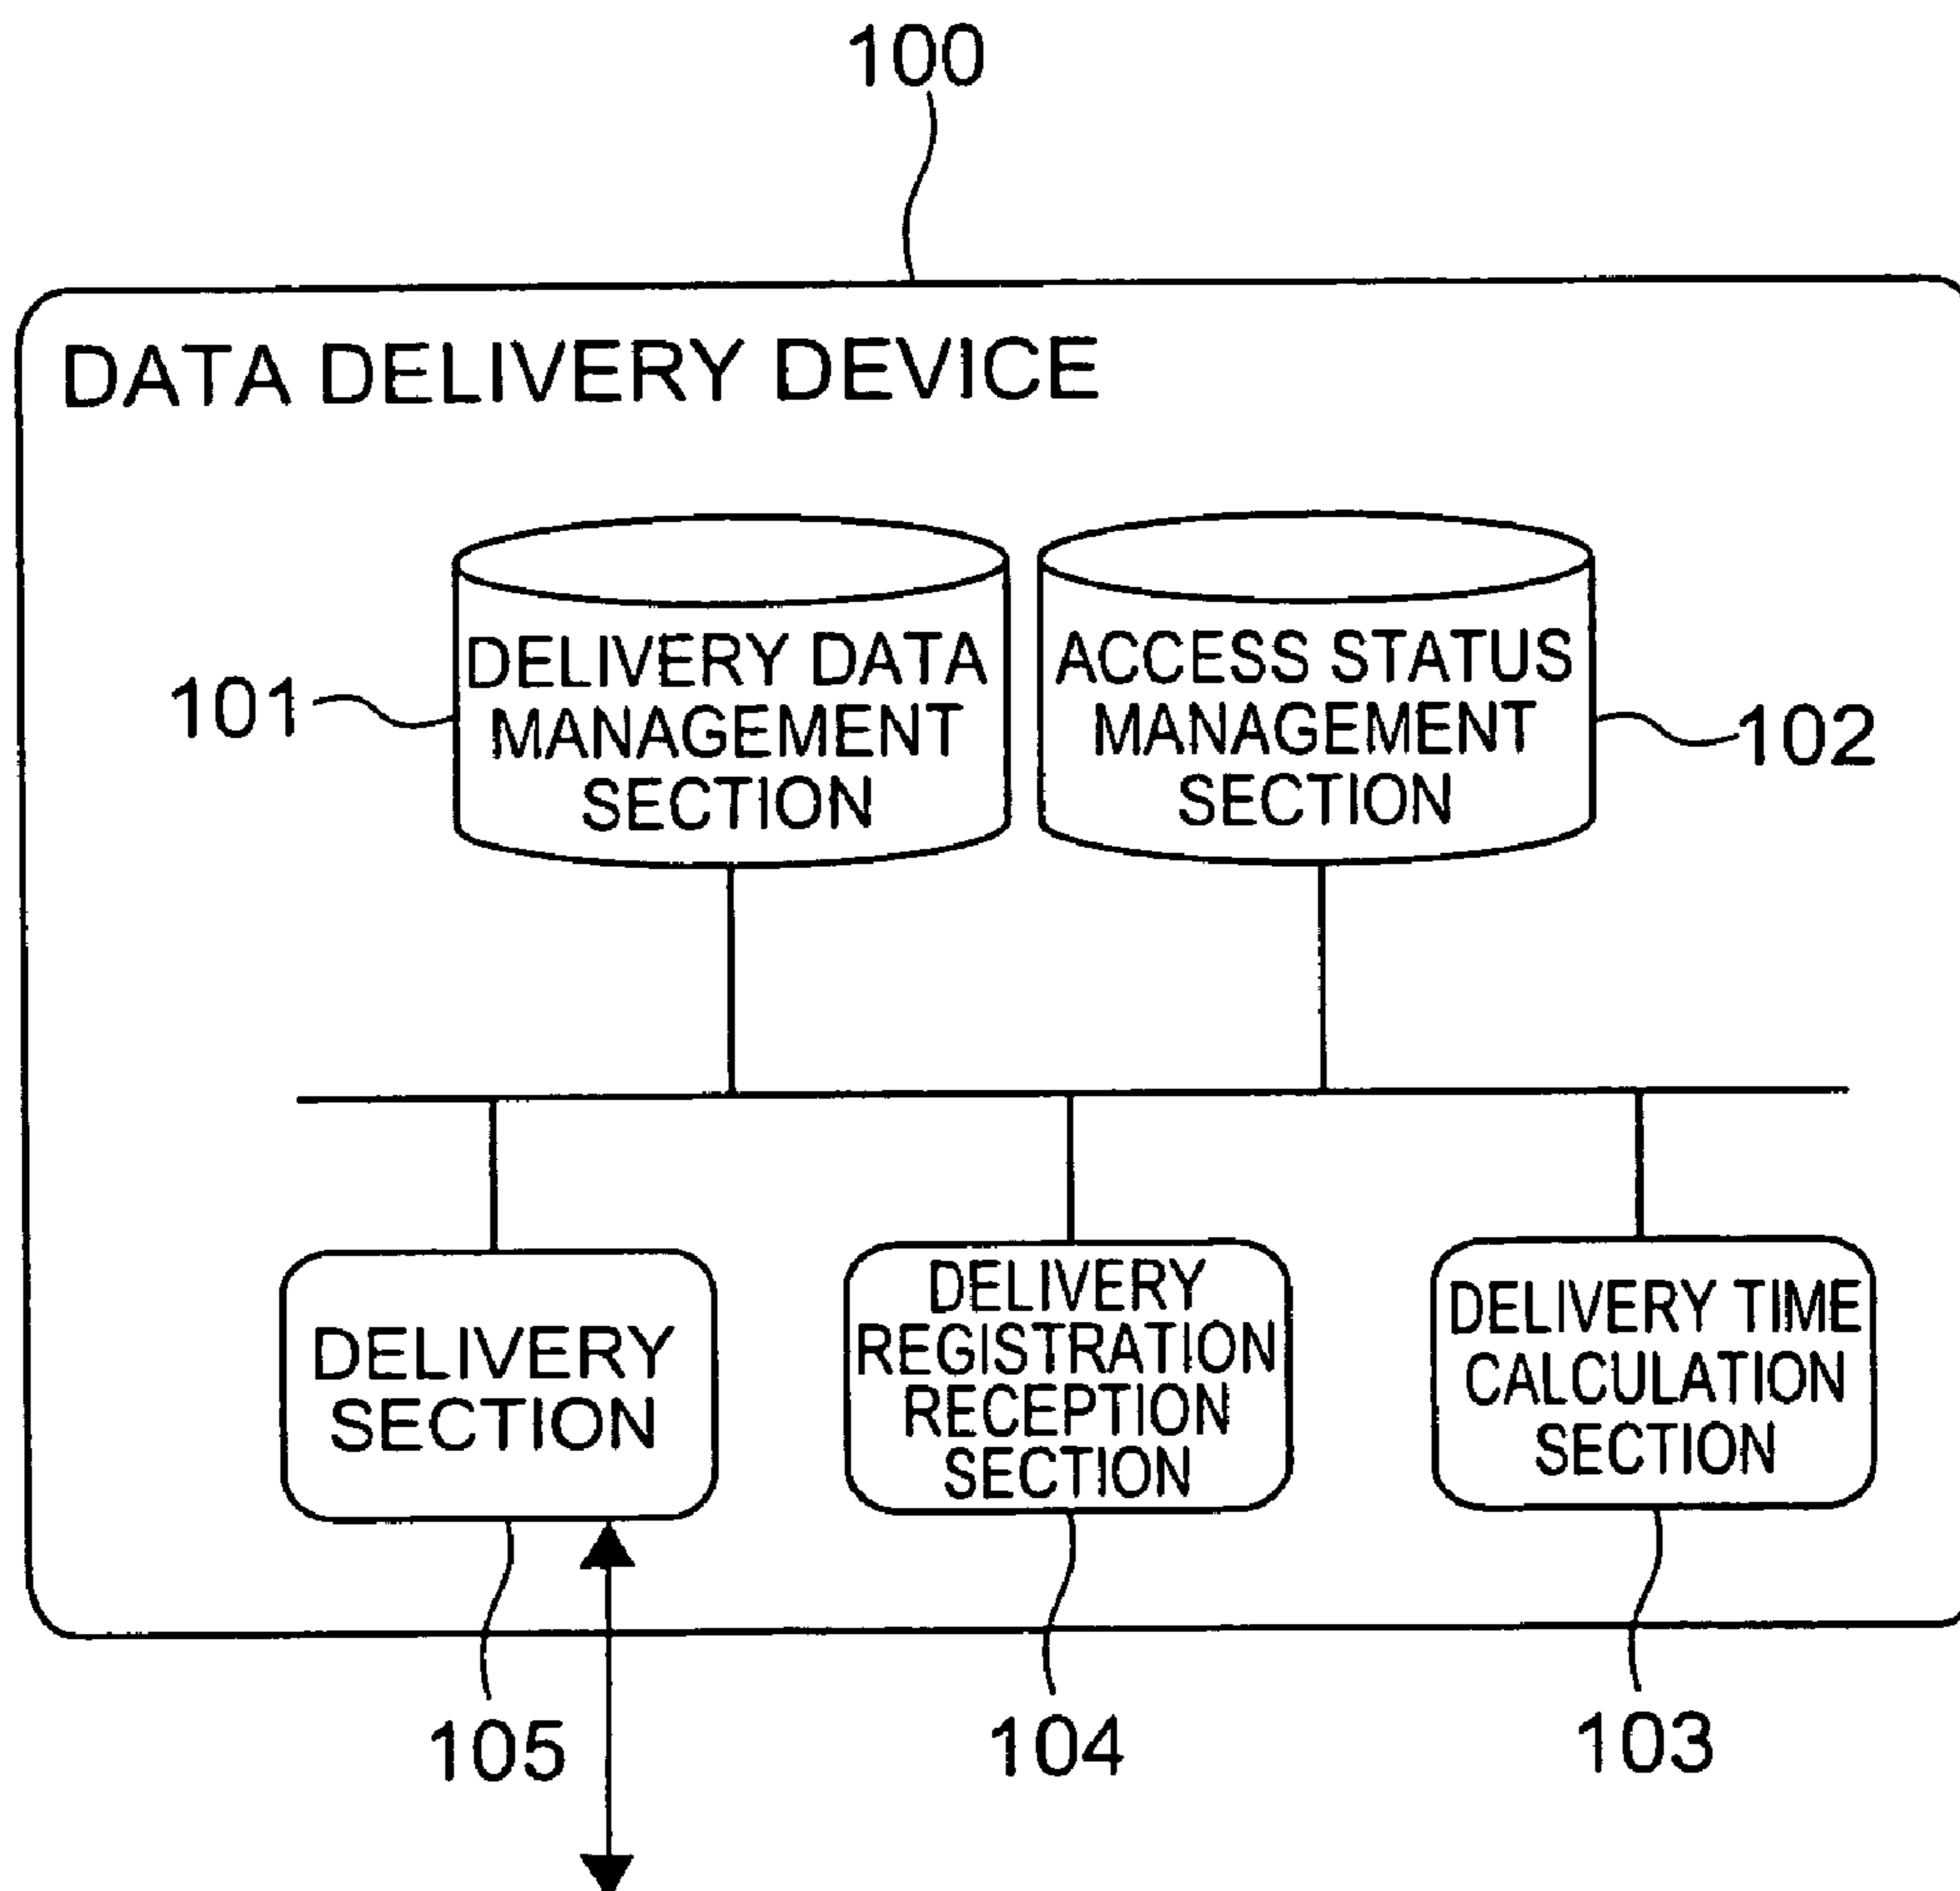 100
DATA DELIVERY DEVICE
DELIVERY DATA
MANAGEMENT
SECTION
ACCESS STATUS
MANAGEMENT
SECTION
101
102
DELIVERY
SECTION
DELIVERY
REGISTRATION
RECEPTION
SECTION
DELIVERY TIME
CALCULATION
SECTION
105
104
103